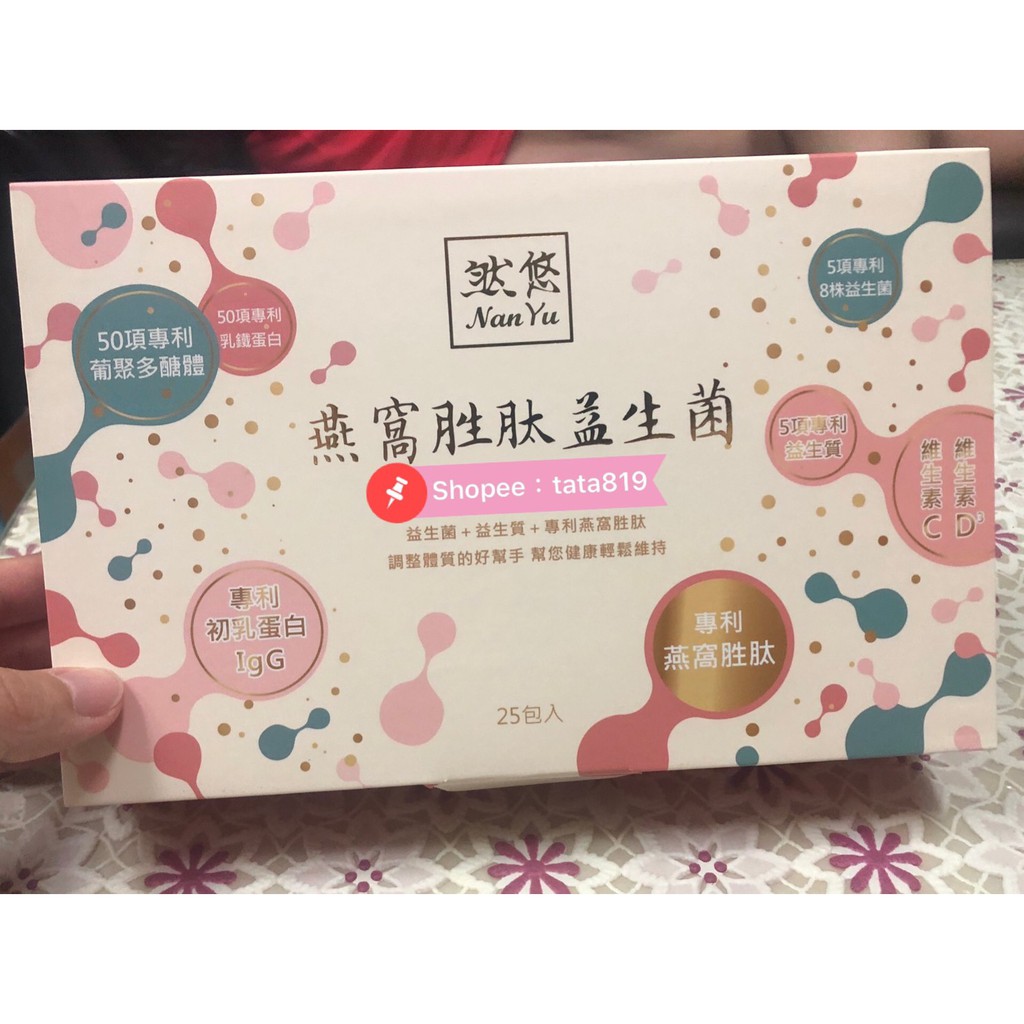 然悠
NanYu
50項專利
乳鐵蛋白
50項專利
葡聚多醣體
5項專利
8株益生菌
燕窩胜肽益生菌
5項專利
益生質
維生素C
維生素D3
Shopee：tata819
益生菌+益生質+專利燕窩胜肽
調整體質的好幫手 幫您健康輕鬆維持
專利
初乳蛋白
IgG
專利
燕窩胜肽
25包入